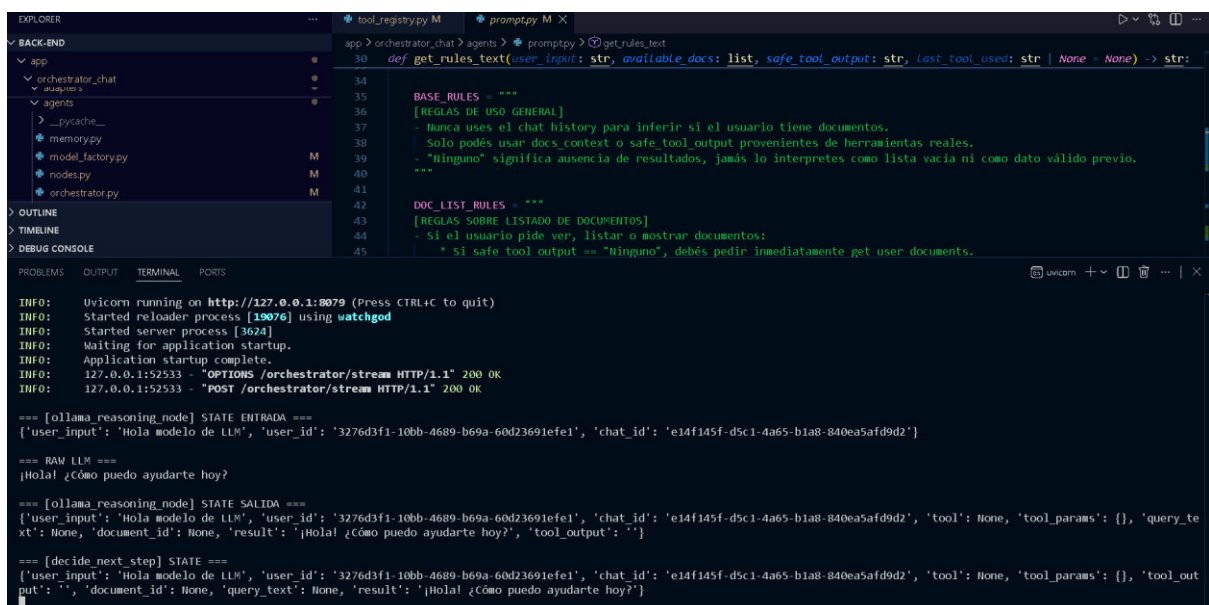 EXPLORER
tool_registry.py M
prompt.py M
BACK-END
app
orchestrator_chat
adapters
agents
__pycache__
memory.py
model_factory.py M
nodes.py M
orchestrator.py M
OUTLINE
TIMELINE
DEBUG CONSOLE
app > orchestrator_chat > agents > prompt.py > get_rules_text
30 def get_rules_text(user_input: str, available_docs: list, safe_tool_output: str, last_tool_used: str | None = None) -> str:
34
35 BASE_RULES = """
36 [REGLAS DE USO GENERAL]
37 - Nunca uses el chat history para inferir si el usuario tiene documentos.
38 Solo podés usar docs_context o safe_tool_output provenientes de herramientas reales.
39 - "Ninguno" significa ausencia de resultados, jamás lo interpretes como lista vacía ni como dato válido previo.
40 """
41
42 DOC_LIST_RULES = """
43 [REGLAS SOBRE LISTADO DE DOCUMENTOS]
44 - Si el usuario pide ver, listar o mostrar documentos:
45 * Si safe_tool_output == "Ninguno", debés pedir inmediatamente get_user_documents.
PROBLEMS OUTPUT TERMINAL PORTS
uvicorn
INFO: Uvicorn running on http://127.0.0.1:8079 (Press CTRL+C to quit)
INFO: Started reloader process [19076] using watchgod
INFO: Started server process [3624]
INFO: Waiting for application startup.
INFO: Application startup complete.
INFO: 127.0.0.1:52533 - "OPTIONS /orchestrator/stream HTTP/1.1" 200 OK
INFO: 127.0.0.1:52533 - "POST /orchestrator/stream HTTP/1.1" 200 OK
=== [ollama_reasoning_node] STATE ENTRADA ===
{'user_input': 'Hola modelo de LLM', 'user_id': '3276d3f1-10bb-4689-b69a-60d23691efe1', 'chat_id': 'e14f145f-d5c1-4a65-b1a8-840ea5afd9d2'}
=== RAW LLM ===
¡Hola! ¿Cómo puedo ayudarte hoy?
=== [ollama_reasoning_node] STATE SALIDA ===
{'user_input': 'Hola modelo de LLM', 'user_id': '3276d3f1-10bb-4689-b69a-60d23691efe1', 'chat_id': 'e14f145f-d5c1-4a65-b1a8-840ea5afd9d2', 'tool': None, 'tool_params': {}, 'query_te
xt': None, 'document_id': None, 'result': '¡Hola! ¿Cómo puedo ayudarte hoy?', 'tool_output': ''}
=== [decide_next_step] STATE ===
{'user_input': 'Hola modelo de LLM', 'user_id': '3276d3f1-10bb-4689-b69a-60d23691efe1', 'chat_id': 'e14f145f-d5c1-4a65-b1a8-840ea5afd9d2', 'tool': None, 'tool_params': {}, 'tool_out
put': '', 'document_id': None, 'query_text': None, 'result': '¡Hola! ¿Cómo puedo ayudarte hoy?'}